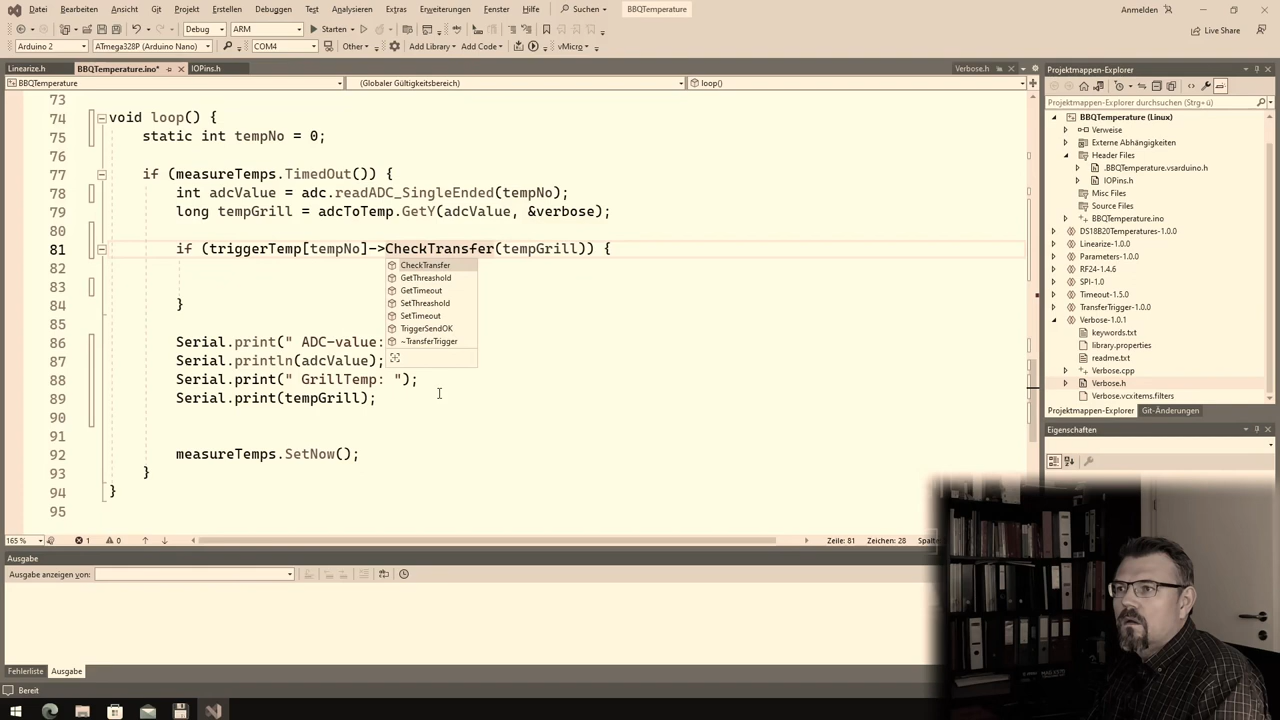 Datei Bearbeiten Ansicht Git Projekt Erstellen Debuggen Test Analysieren Extras Erweiterungen Fenster Hilfe Suchen BBQTemperature Anmelden
Debug ARM Starten Live Share
Arduino 2 ATmega328P (Arduino Nano) COM4 Other Add Library Add Code vMicro
Linearize.h BBQTemperature.ino* IOPins.h Verbose.h
BBQTemperature (Globaler Gültigkeitsbereich) loop()
73
74 void loop() {
75 static int tempNo = 0;
76
77 if (measureTemps.TimedOut()) {
78 int adcValue = adc.readADC_SingleEnded(tempNo);
79 long tempGrill = adcToTemp.GetY(adcValue, &verbose);
80
81 if (triggerTemp[tempNo]->CheckTransfer(tempGrill)) {
82
83
84 }
85
86 Serial.print(" ADC-value:
87 Serial.println(adcValue);
88 Serial.print(" GrillTemp: ");
89 Serial.print(tempGrill);
90
91
92 measureTemps.SetNow();
93 }
94 }
95
CheckTransfer
GetThreashold
GetTimeout
SetThreashold
SetTimeout
TriggerSendOK
~TransferTrigger
165 % 1 0 Zeile: 81 Zeichen: 28
Ausgabe
Ausgabe anzeigen von:
Fehlerliste Ausgabe
Bereit
Projektmappen-Explorer
Projektmappen-Explorer durchsuchen (Strg+ü)
BBQTemperature (Linux)
Verweise
Externe Abhängigkeiten
Header Files
.BBQTemperature.vsarduino.h
IOPins.h
Misc Files
Source Files
BBQTemperature.ino
DS18B20Temperatures-1.0.0
Linearize-1.0.0
Parameters-1.0.0
RF24-1.4.6
SPI-1.0
Timeout-1.5.0
TransferTrigger-1.0.0
Verbose-1.0.1
keywords.txt
library.properties
readme.txt
Verbose.cpp
Verbose.h
Verbose.vcxitems.filters
Projektmappen-Explorer Git-Änderungen
Eigenschaften